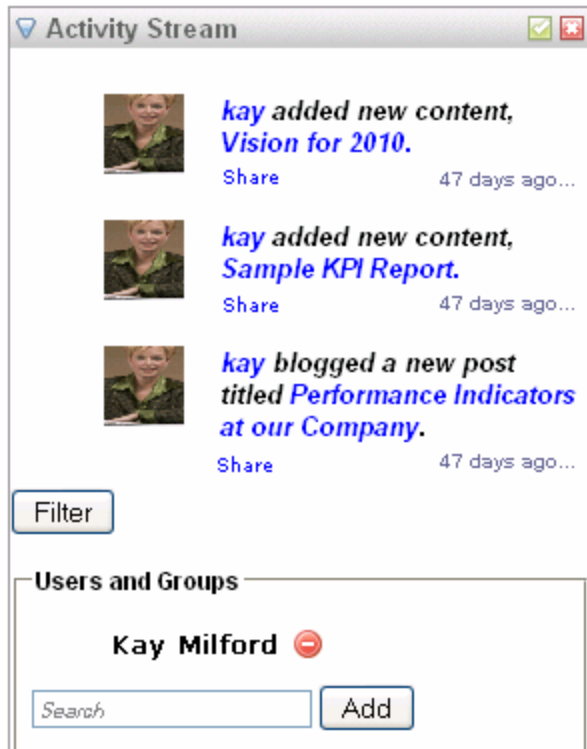 Activity Stream
kay added new content,
Vision for 2010.
Share 47 days ago...
kay added new content,
Sample KPI Report.
Share 47 days ago...
kay blogged a new post
titled Performance Indicators
at our Company.
Share 47 days ago...
Filter
Users and Groups
Kay Milford
Search Add